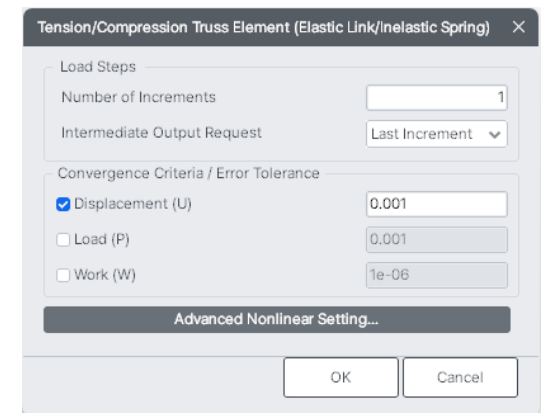 Tension/Compression Truss Element (Elastic Link/Inelastic Spring)
Load Steps
Number of Increments 1
Intermediate Output Request Last Increment
Convergence Criteria / Error Tolerance
Displacement (U) 0.001
Load (P) 0.001
Work (W) 1e-06
Advanced Nonlinear Setting...
OK Cancel